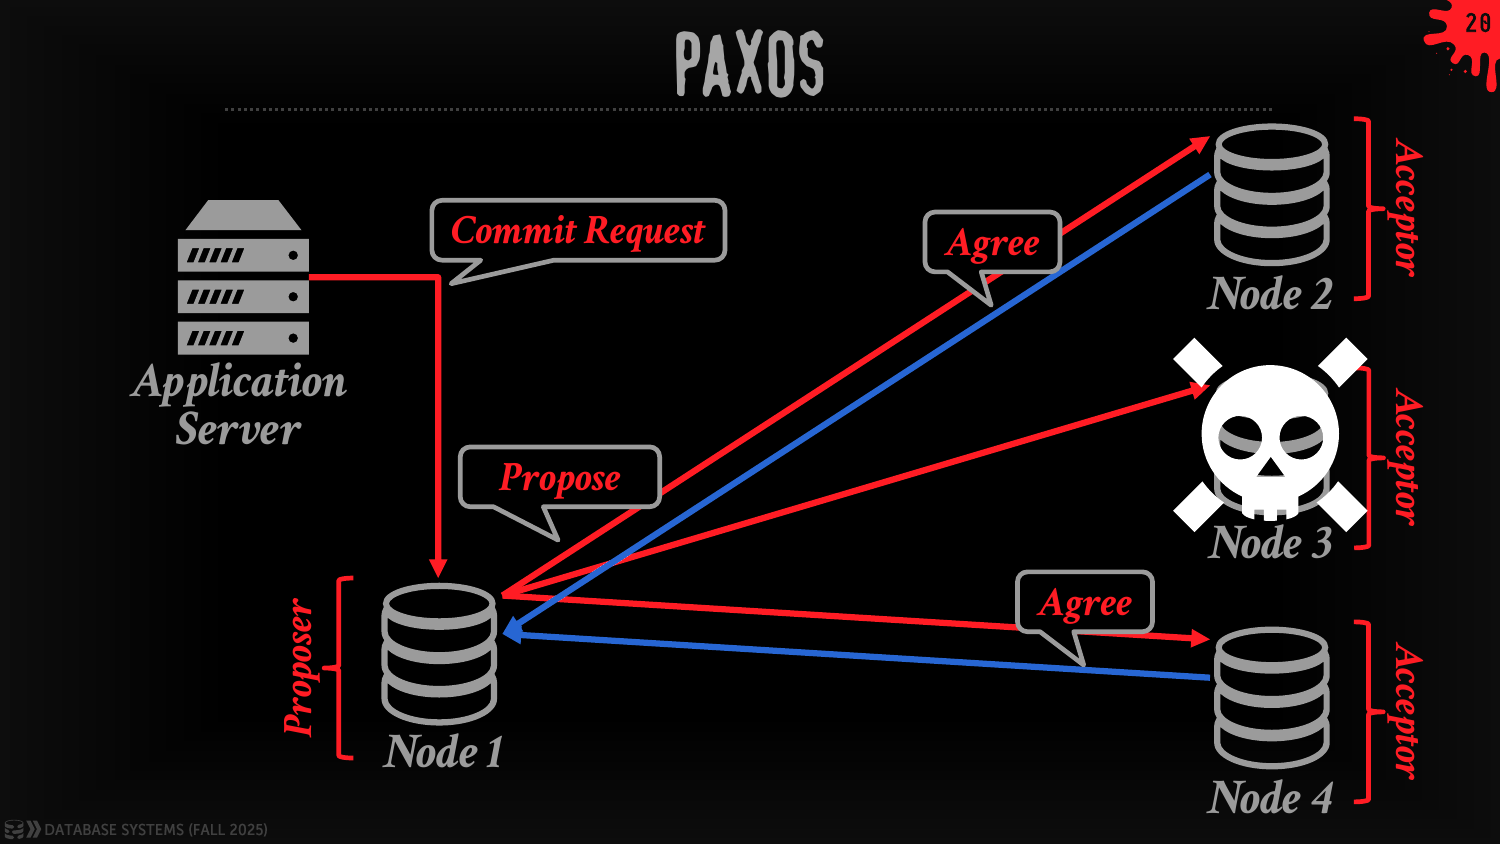 20
PAXOS
Commit Request
Agree
Acceptor
Node 2
Application
Server
Propose
Acceptor
Node 3
Agree
Proposer
Node 1
Acceptor
Node 4
DATABASE SYSTEMS (FALL 2025)